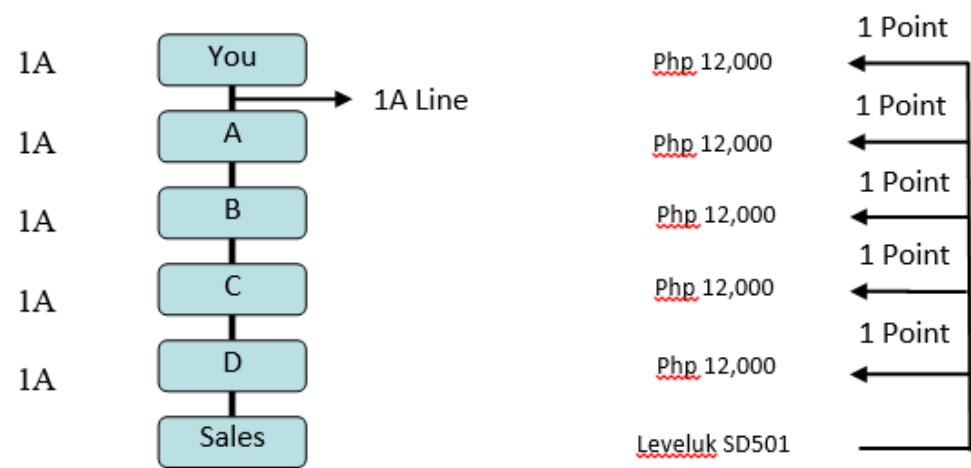 1 Point
1A You Php 12,000
1A Line
1 Point
1A A Php 12,000
1 Point
1A B Php 12,000
1 Point
1A C Php 12,000
1 Point
1A D Php 12,000
Sales Leveluk SD501